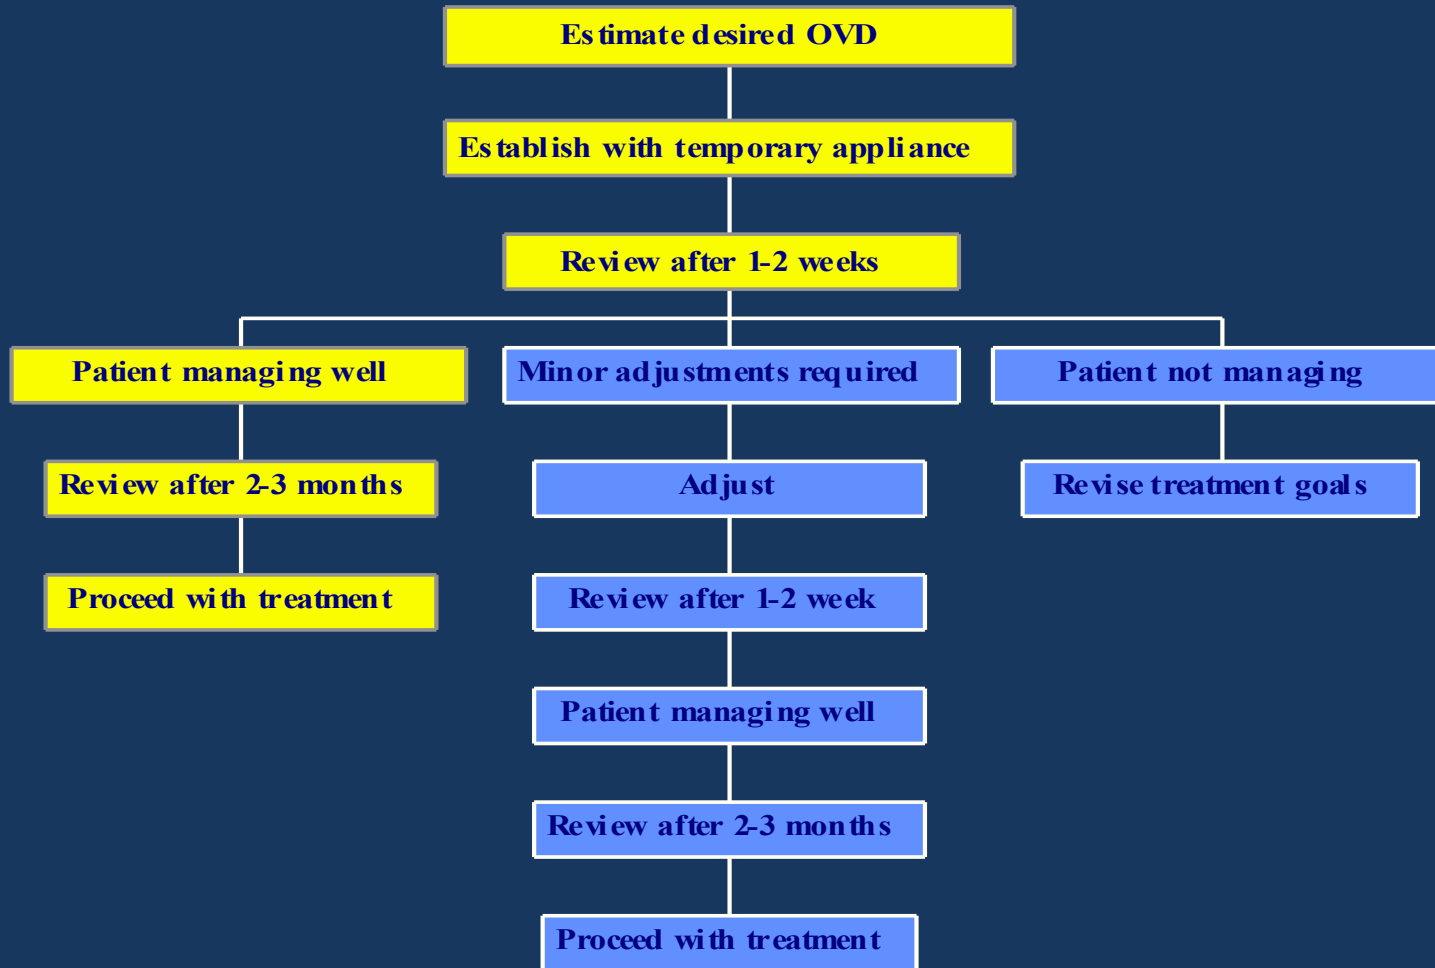 Estimate desired OVD
Establish with temporary appliance
Review after 1-2 weeks
Patient managing well
Minor adjustments required
Patient not managing
Review after 2-3 months
Adjust
Revise treatment goals
Proceed with treatment
Review after 1-2 week
Patient managing well
Review after 2-3 months
Proceed with treatment